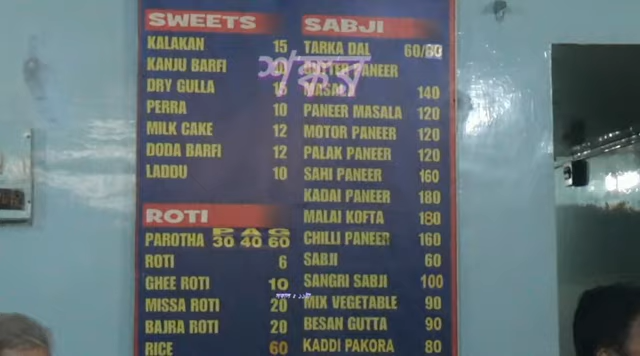 SWEETS
KALAKAN 15
KANJU BARFI
DRY GULLA 15
PERRA 10
MILK CAKE 12
DODA BARFI 12
LADDU 10
ROTI
P A G
PAROTHA 30 40 60
ROTI 6
GHEE ROTI 10
MISSA ROTI 20
BAJRA ROTI 20
RICE 60
SABJI
TARKA DAL 60/80
PANEER
MASALA 140
PANEER MASALA 120
MOTOR PANEER 120
PALAK PANEER 120
SAHI PANEER 160
KADAI PANEER 180
MALAI KOFTA 180
CHILLI PANEER 160
SABJI 60
SANGRI SABJI 100
MIX VEGETABLE 90
BESAN GUTTA 90
KADDI PAKORA 80